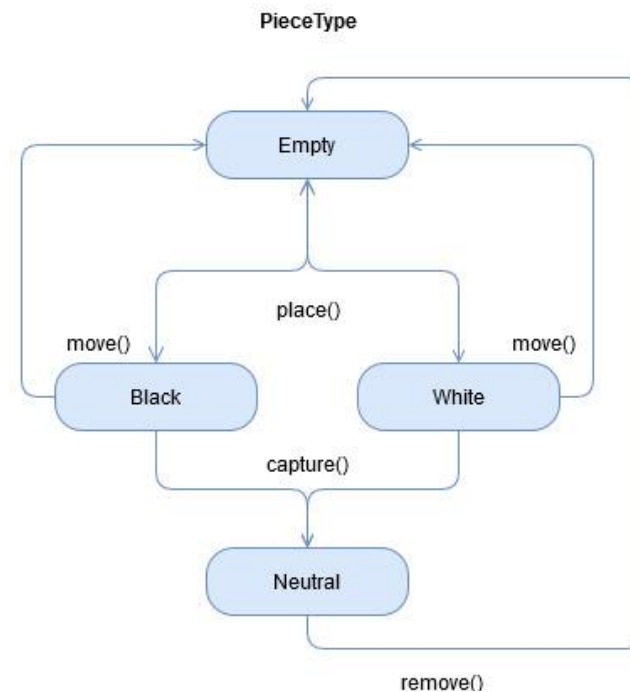 PieceType
Empty
place()
move()
move()
Black
White
capture()
Neutral
remove()